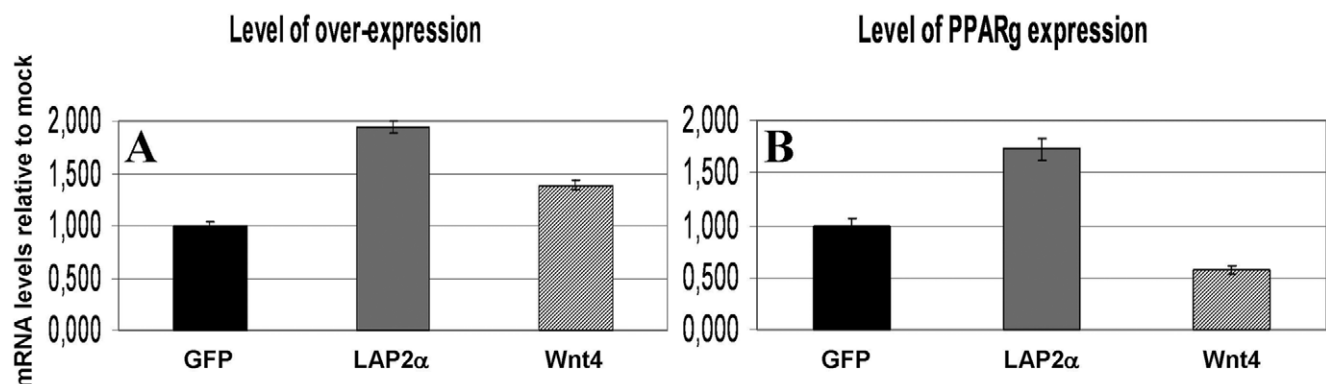 Level of over-expression
Level of PPARg expression
mRNA levels relative to mock
A
2,000
1,500
1,000
0,500
0,000
GFP LAP2α Wnt4
B
2,000
1,500
1,000
0,500
0,000
GFP LAP2α Wnt4